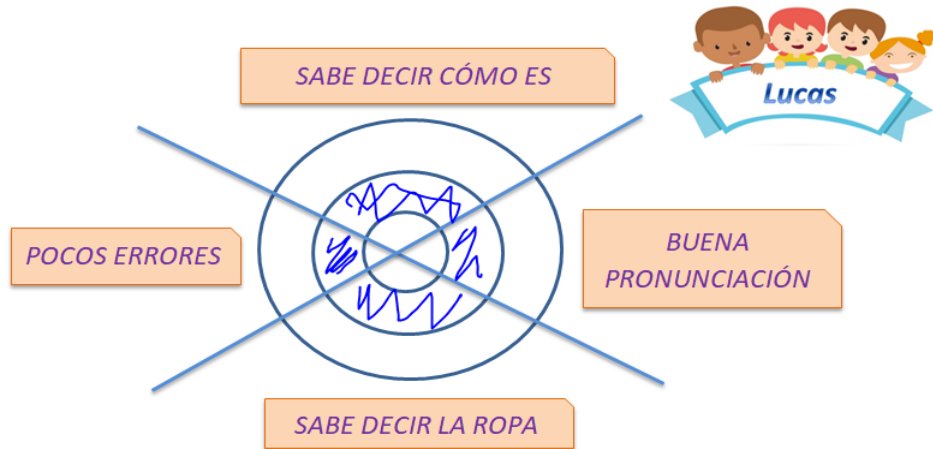 SABE DECIR CÓMO ES
Lucas
POCOS ERRORES
BUENA
PRONUNCIACIÓN
SABE DECIR LA ROPA